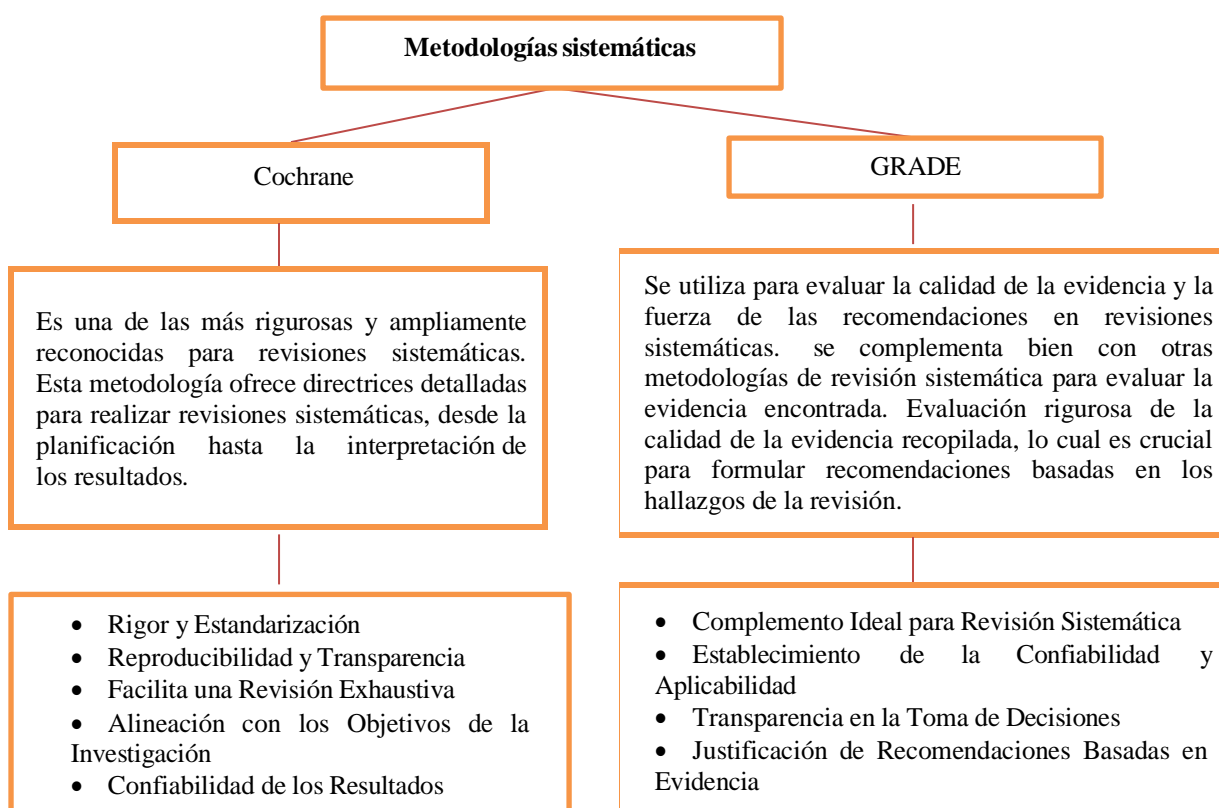 Metodologías sistemáticas
Cochrane
GRADE
Es una de las más rigurosas y ampliamente
reconocidas para revisiones sistemáticas.
Esta metodología ofrece directrices detalladas
para realizar revisiones sistemáticas, desde la
planificación hasta la interpretación de
los resultados.
Se utiliza para evaluar la calidad de la evidencia y la
fuerza de las recomendaciones en revisiones
sistemáticas. se complementa bien con otras
metodologías de revisión sistemática para evaluar la
evidencia encontrada. Evaluación rigurosa de la
calidad de la evidencia recopilada, lo cual es crucial
para formular recomendaciones basadas en los
hallazgos de la revisión.
• Rigor y Estandarización
• Reproducibilidad y Transparencia
• Facilita una Revisión Exhaustiva
• Alineación con los Objetivos de la
Investigación
• Confiabilidad de los Resultados
• Complemento Ideal para Revisión Sistemática
• Establecimiento de la Confiabilidad y
Aplicabilidad
• Transparencia en la Toma de Decisiones
• Justificación de Recomendaciones Basadas en
Evidencia